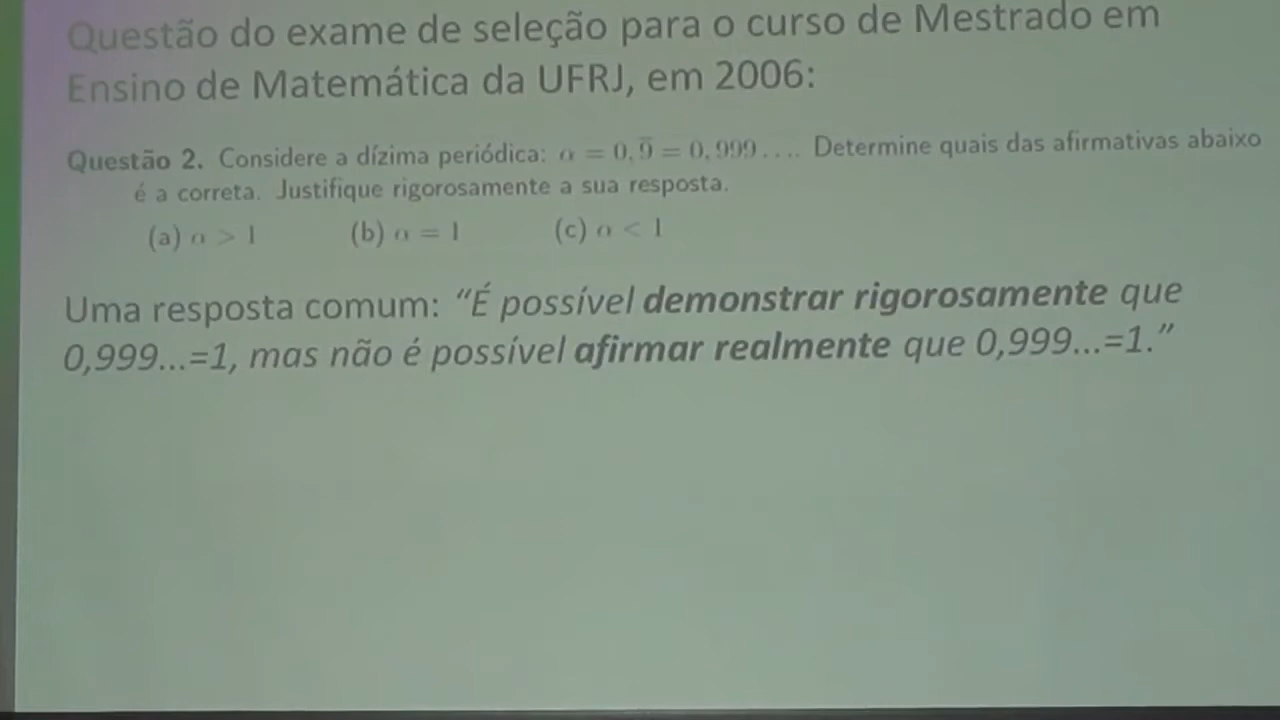 Questão do exame de seleção para o curso de Mestrado em
Ensino de Matemática da UFRJ, em 2006:
Questão 2. Considere a dízima periódica: α = 0,9̅ = 0,999.... Determine quais das afirmativas abaixo
é a correta. Justifique rigorosamente a sua resposta.
(a) α > 1 (b) α = 1 (c) α < 1
Uma resposta comum: “É possível demonstrar rigorosamente que
0,999...=1, mas não é possível afirmar realmente que 0,999...=1.”